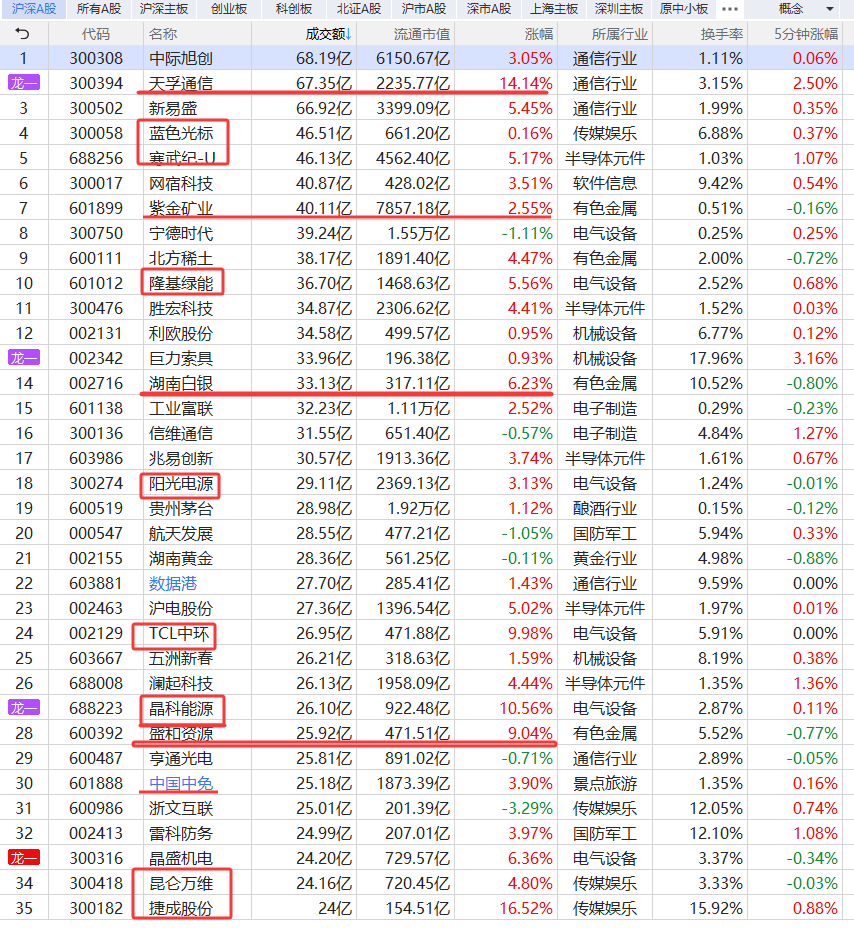 沪深A股 所有A股 沪深主板 创业板 科创板 北证A股 沪市A股 深市A股 上海主板 深圳主板 原中小板 ••• 概念
代码 名称 成交额↓ 流通市值 涨幅 所属行业 换手率 5分钟涨幅
1 300308 中际旭创 68.19亿 6150.67亿 3.05% 通信行业 1.11% 0.06%
龙一 300394 天孚通信 67.35亿 2235.77亿 14.14% 通信行业 3.15% 2.50%
3 300502 新易盛 66.92亿 3399.09亿 5.45% 通信行业 1.99% 0.35%
4 300058 蓝色光标 46.51亿 661.20亿 0.16% 传媒娱乐 6.88% 0.37%
5 688256 寒武纪-U 46.13亿 4562.40亿 5.17% 半导体元件 1.03% 1.07%
6 300017 网宿科技 40.87亿 428.02亿 3.51% 软件信息 9.42% 0.54%
7 601899 紫金矿业 40.11亿 7857.18亿 2.55% 有色金属 0.51% -0.16%
8 300750 宁德时代 39.24亿 1.55万亿 -1.11% 电气设备 0.25% 0.25%
9 600111 北方稀土 38.17亿 1891.40亿 4.47% 有色金属 2.00% -0.72%
10 601012 隆基绿能 36.70亿 1468.63亿 5.56% 电气设备 2.52% 0.68%
11 300476 胜宏科技 34.87亿 2306.62亿 4.41% 半导体元件 1.52% 0.03%
12 002131 利欧股份 34.58亿 499.57亿 0.95% 机械设备 6.77% 0.12%
龙一 002342 巨力索具 33.96亿 196.38亿 0.93% 机械设备 17.96% 3.16%
14 002716 湖南白银 33.13亿 317.11亿 6.23% 有色金属 10.52% -0.80%
15 601138 工业富联 32.23亿 1.11万亿 2.52% 电子制造 0.29% -0.23%
16 300136 信维通信 31.55亿 651.40亿 -0.57% 电子制造 4.84% 1.27%
17 603986 兆易创新 30.57亿 1913.36亿 3.74% 半导体元件 1.61% 0.67%
18 300274 阳光电源 29.11亿 2369.13亿 3.13% 电气设备 1.24% -0.01%
19 600519 贵州茅台 28.98亿 1.92万亿 1.12% 酿酒行业 0.15% -0.12%
20 000547 航天发展 28.55亿 477.21亿 -1.05% 国防军工 5.94% 0.33%
21 002155 湖南黄金 28.36亿 561.25亿 -0.11% 黄金行业 4.98% -0.88%
22 603881 数据港 27.70亿 285.41亿 1.43% 通信行业 9.59% 0.00%
23 002463 沪电股份 27.36亿 1396.54亿 5.02% 半导体元件 1.97% 0.01%
24 002129 TCL中环 26.95亿 471.88亿 9.98% 电气设备 5.91% 0.00%
25 603667 五洲新春 26.21亿 318.63亿 1.59% 机械设备 8.19% 0.38%
26 688008 澜起科技 26.13亿 1958.09亿 4.44% 半导体元件 1.35% 1.36%
龙一 688223 晶科能源 26.10亿 922.48亿 10.56% 电气设备 2.87% 0.11%
28 600392 盛和资源 25.92亿 471.51亿 9.04% 有色金属 5.52% -0.77%
29 600487 亨通光电 25.81亿 891.02亿 -0.71% 通信行业 2.89% -0.05%
30 601888 中国中免 25.18亿 1873.39亿 3.90% 景点旅游 1.35% 0.16%
31 600986 浙文互联 25.01亿 201.39亿 -3.29% 传媒娱乐 12.05% 0.74%
32 002413 雷科防务 24.99亿 207.01亿 3.97% 国防军工 12.10% 1.08%
龙一 300316 晶盛机电 24.20亿 729.57亿 6.36% 电气设备 3.37% -0.34%
34 300418 昆仑万维 24.16亿 720.45亿 4.80% 传媒娱乐 3.33% -0.03%
35 300182 捷成股份 24亿 154.51亿 16.52% 传媒娱乐 15.92% 0.88%